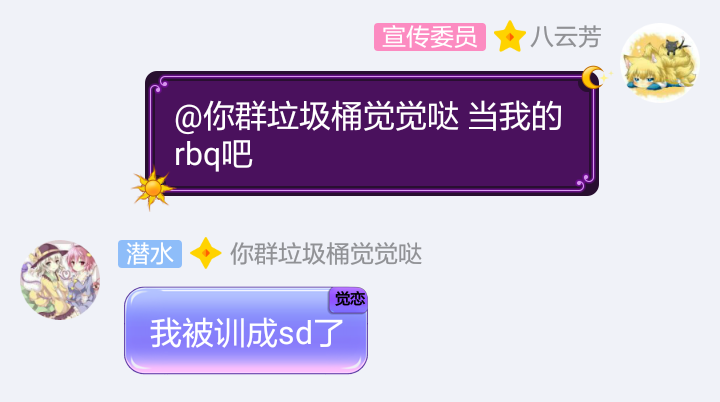 宣传委员 八云芳
@你群垃圾桶觉觉哒 当我的
rbq吧
潜水 你群垃圾桶觉觉哒
觉恋
我被训成sd了